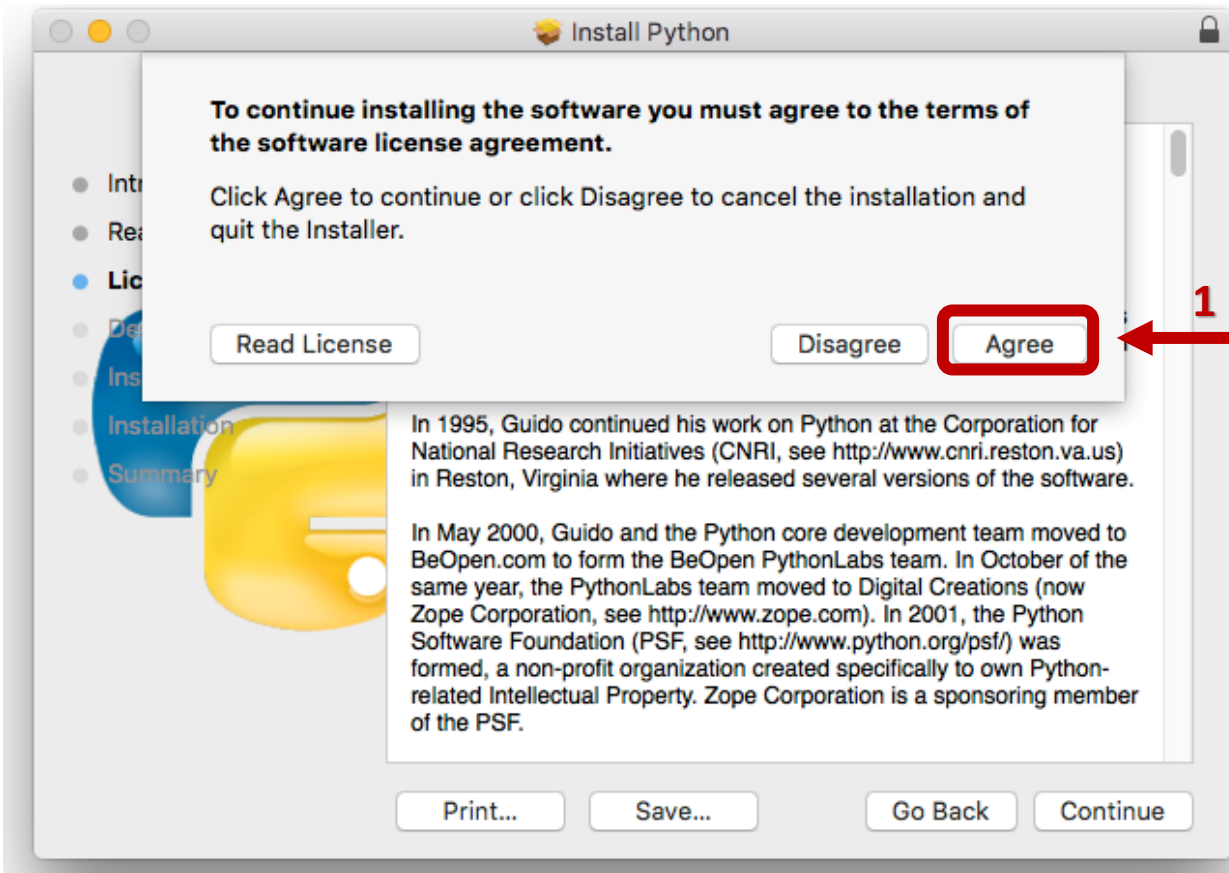 Install Python
To continue installing the software you must agree to the terms of
the software license agreement.
Click Agree to continue or click Disagree to cancel the installation and
quit the Installer.
Read License
Disagree
Agree
1
Intr
Rea
Lic
De
Ins
Installation
Summary
In 1995, Guido continued his work on Python at the Corporation for
National Research Initiatives (CNRI, see http://www.cnri.reston.va.us)
in Reston, Virginia where he released several versions of the software.
In May 2000, Guido and the Python core development team moved to
BeOpen.com to form the BeOpen PythonLabs team. In October of the
same year, the PythonLabs team moved to Digital Creations (now
Zope Corporation, see http://www.zope.com). In 2001, the Python
Software Foundation (PSF, see http://www.python.org/psf/) was
formed, a non-profit organization created specifically to own Python-
related Intellectual Property. Zope Corporation is a sponsoring member
of the PSF.
Print...
Save...
Go Back
Continue